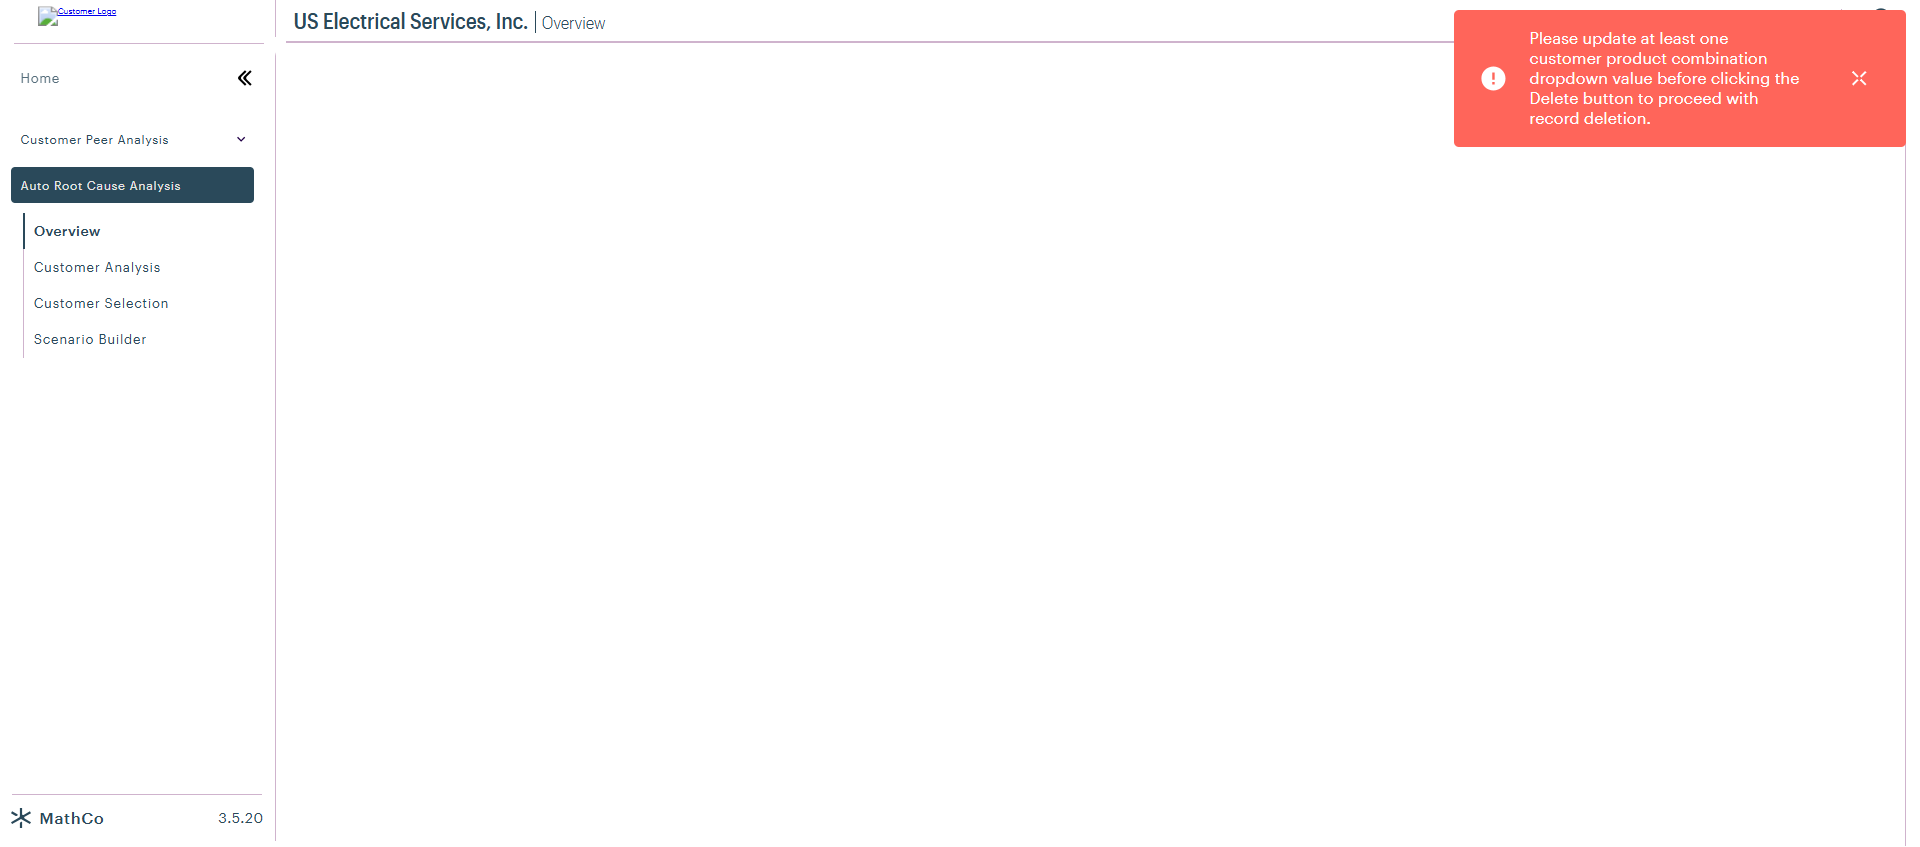 Customer Logo
US Electrical Services, Inc. | Overview
Please update at least one
customer product combination
dropdown value before clicking the
Delete button to proceed with
record deletion.
Home
Customer Peer Analysis
Auto Root Cause Analysis
Overview
Customer Analysis
Customer Selection
Scenario Builder
MathCo
3.5.20